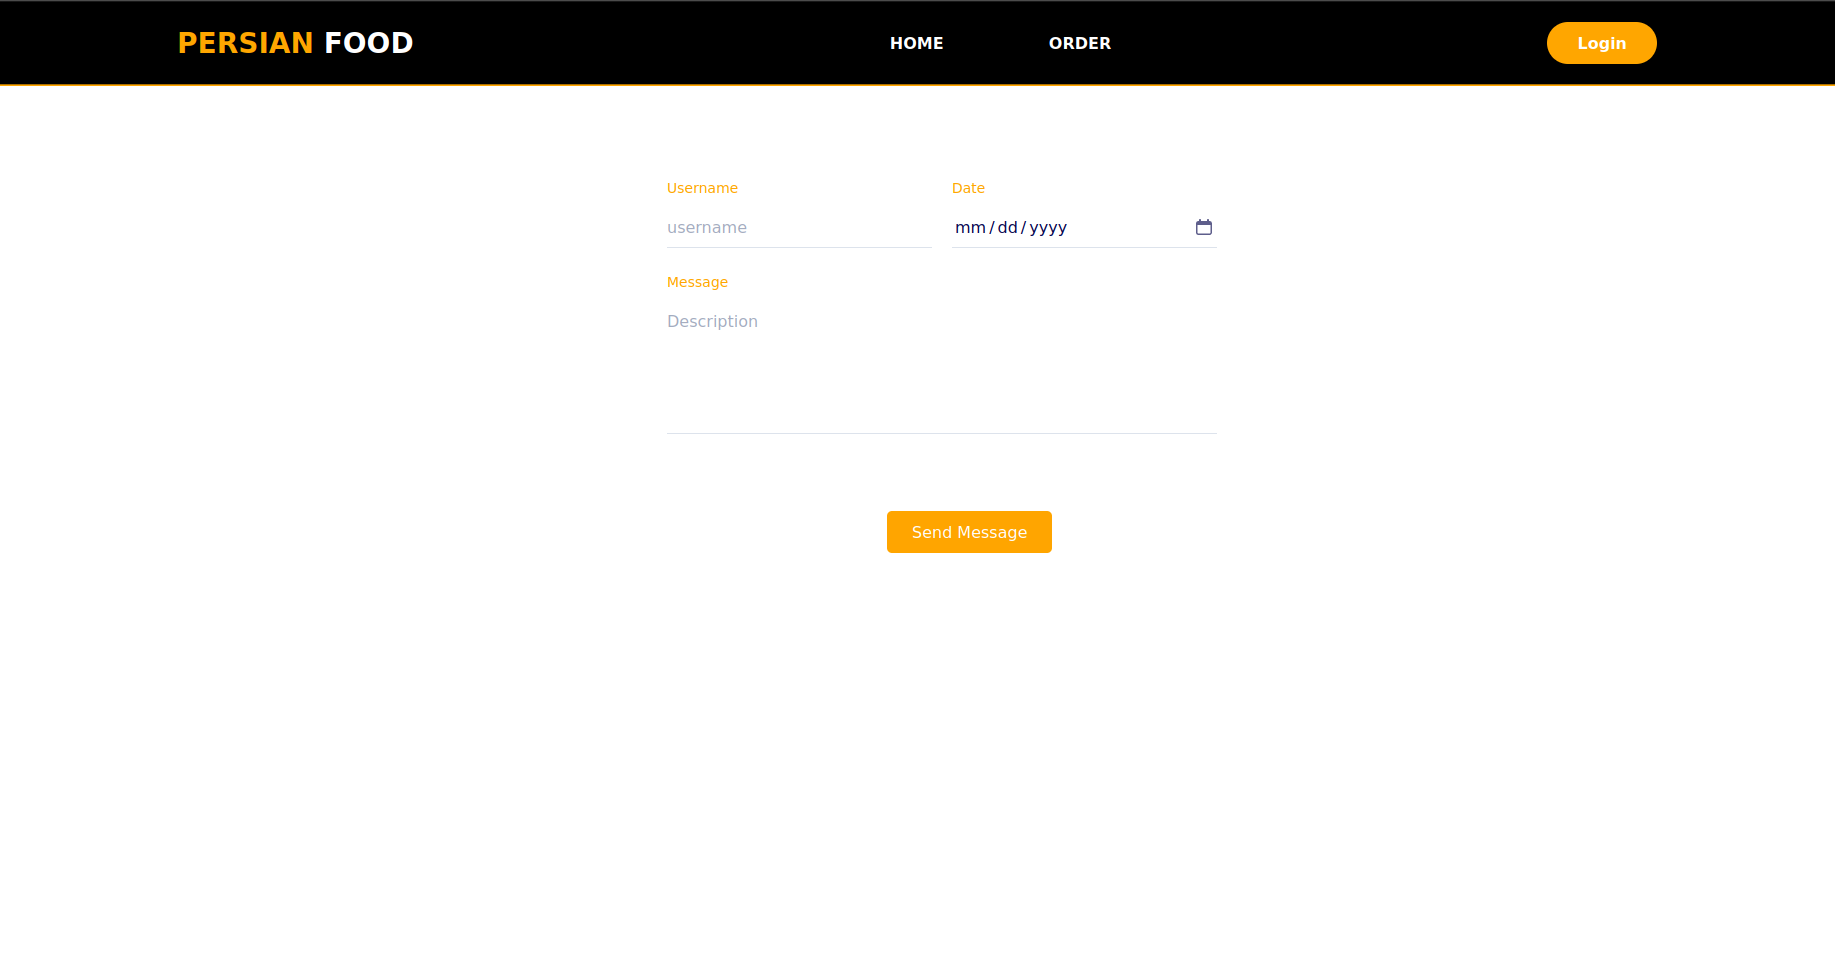 PERSIAN FOOD HOME ORDER Login
Username Date
username mm/dd/yyyy
Message
Description
Send Message